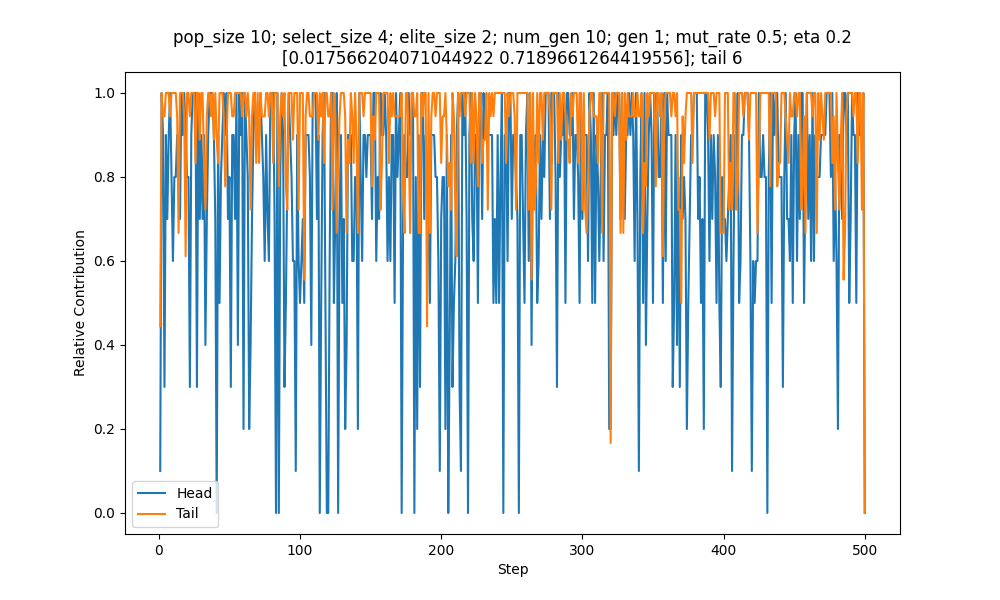 pop_size 10; select_size 4; elite_size 2; num_gen 10; gen 1; mut_rate 0.5; eta 0.2
[0.017566204071044922 0.7189661264419556]; tail 6
1.0
0.8
0.6
0.4
0.2
0.0
Relative Contribution
Head
Tail
0
100
200
300
400
500
Step